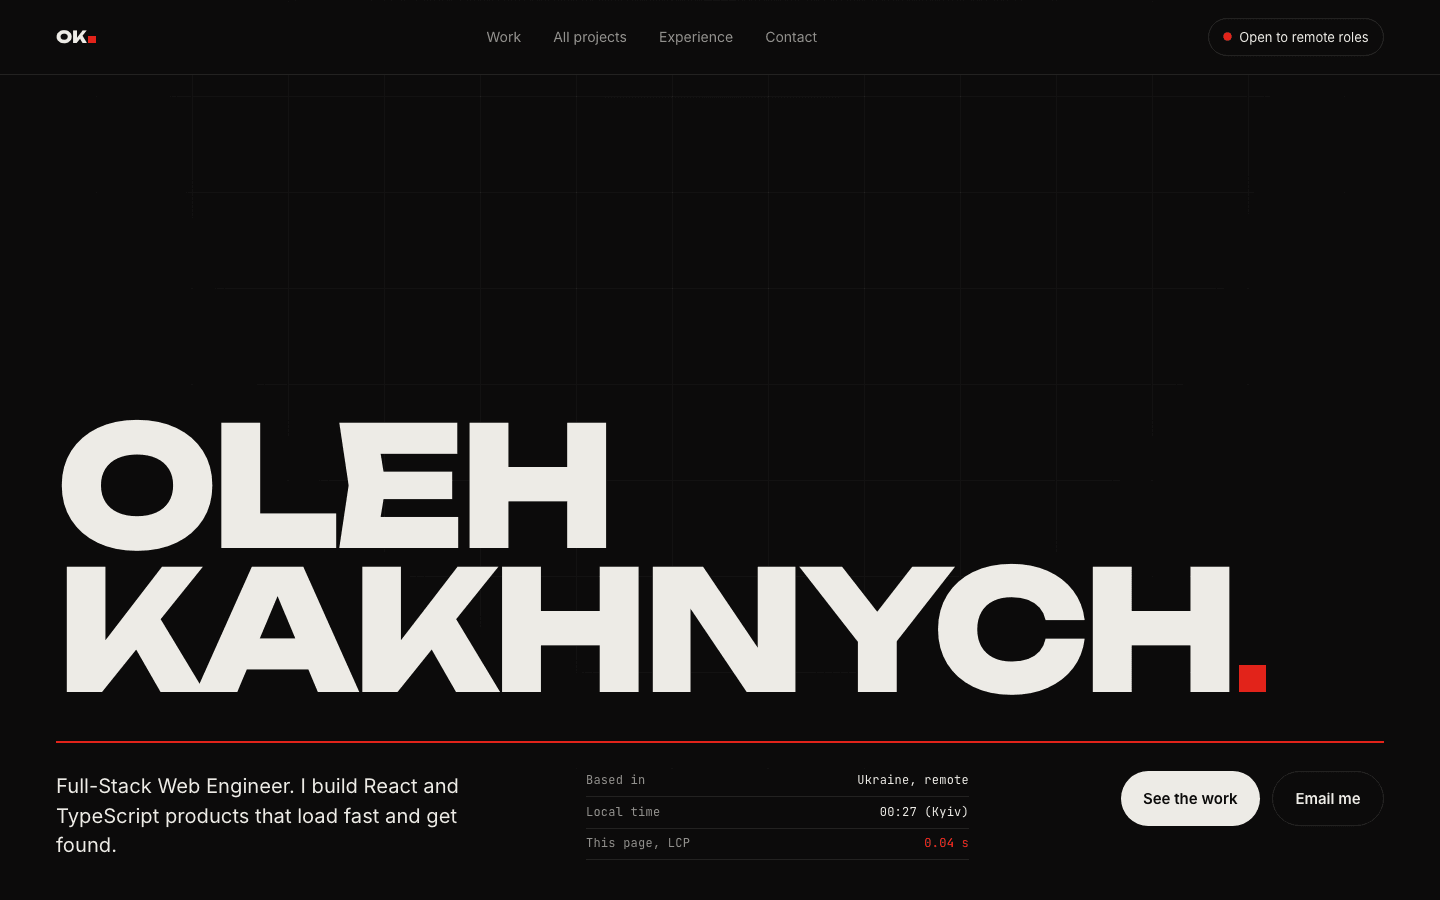 OK.
Work
All projects
Experience
Contact
Open to remote roles
OLEH
KAKHNYCH.
Full-Stack Web Engineer. I build React and
TypeScript products that load fast and get
found.
Based in
Ukraine, remote
Local time
00:27 (Kyiv)
This page, LCP
0.04 s
See the work
Email me